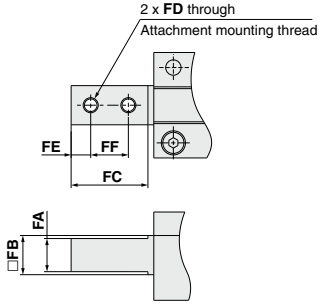 2 x FD through
Attachment mounting thread
FE
FF
FC
FA
□FB